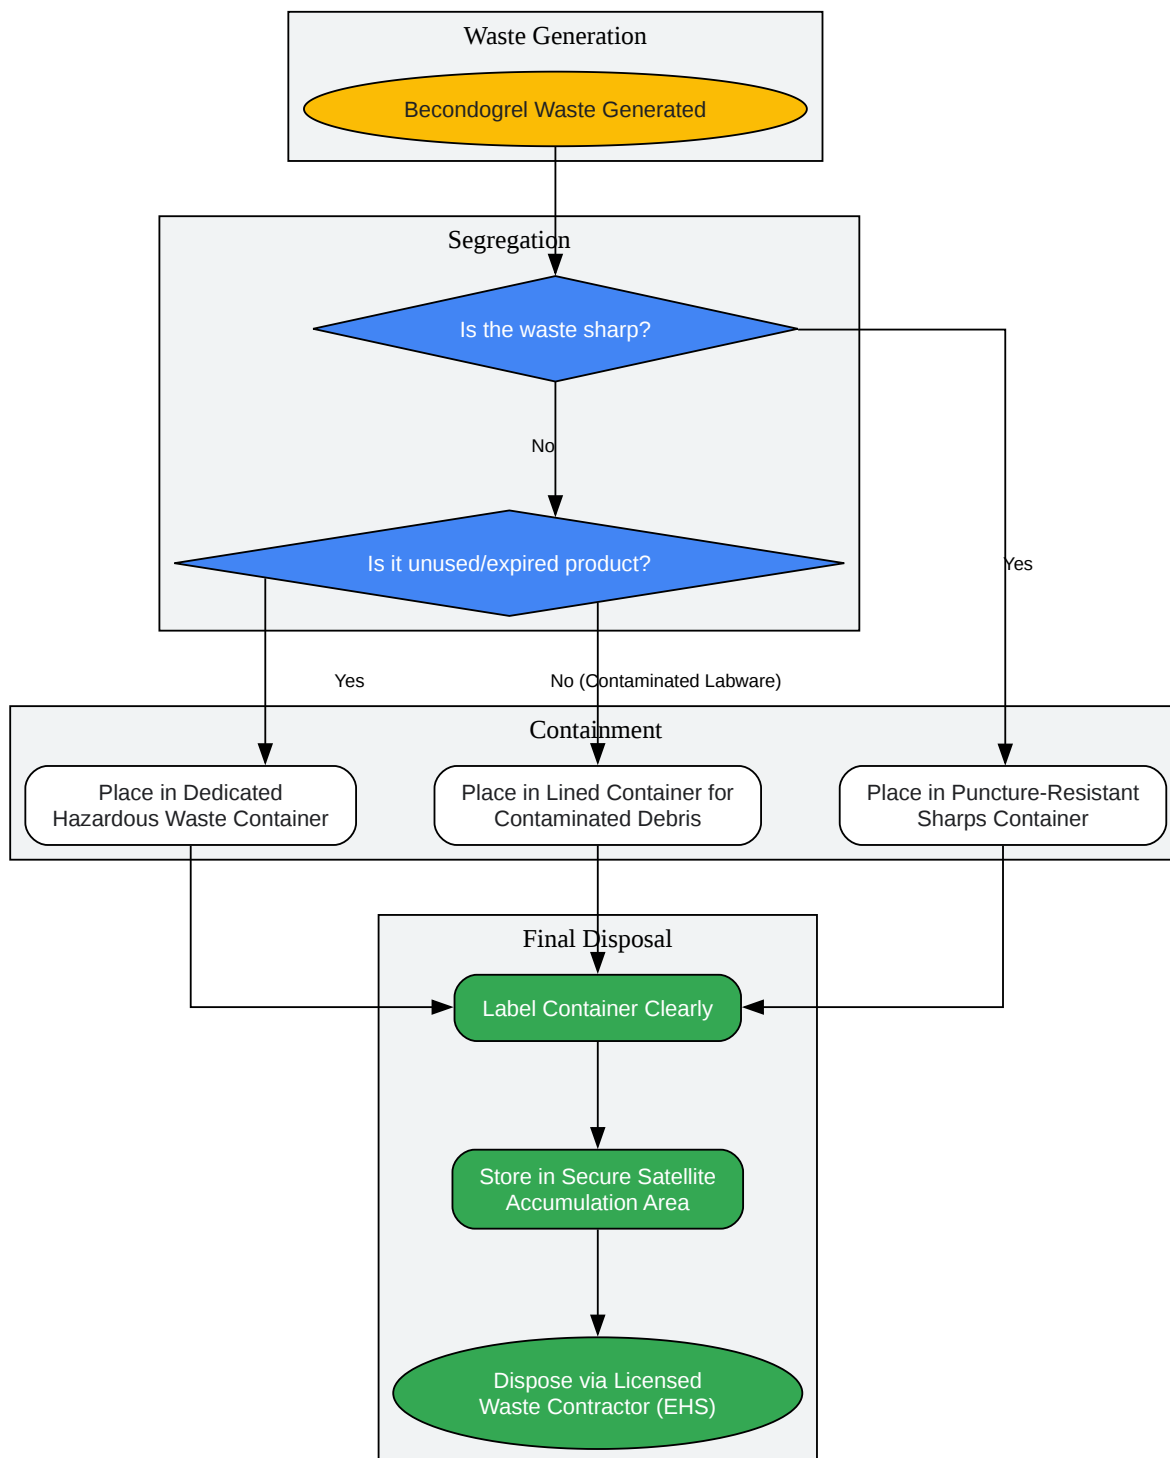 Waste Generation
Becondogrel Waste Generated
Segregation
Is the waste sharp?
No
Is it unused/expired product?
Yes
Yes
No (Contaminated Labware)
Containment
Place in Dedicated
Hazardous Waste Container
Place in Lined Container for
Contaminated Debris
Place in Puncture-Resistant
Sharps Container
Final Disposal
Label Container Clearly
Store in Secure Satellite
Accumulation Area
Dispose via Licensed
Waste Contractor (EHS)